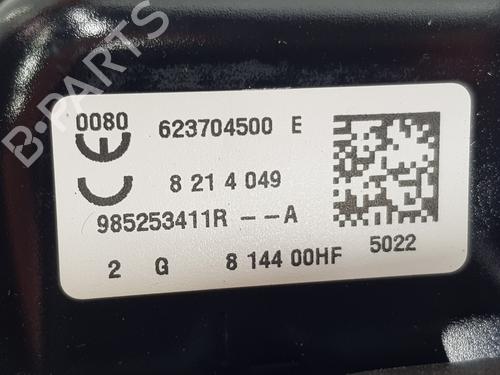 B-PARTS
0080 623704500 E
8 21 4 049
985253411R --A
2 G 8 144 00HF 5022